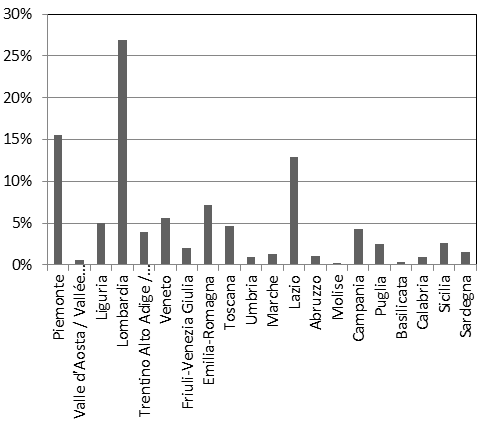 30%
25%
20%
15%
10%
5%
0%
Piemonte
Valle d'Aosta / Vallée...
Liguria
Lombardia
Trentino Alto Adige /...
Veneto
Friuli-Venezia Giulia
Emilia-Romagna
Toscana
Umbria
Marche
Lazio
Abruzzo
Molise
Campania
Puglia
Basilicata
Calabria
Sicilia
Sardegna